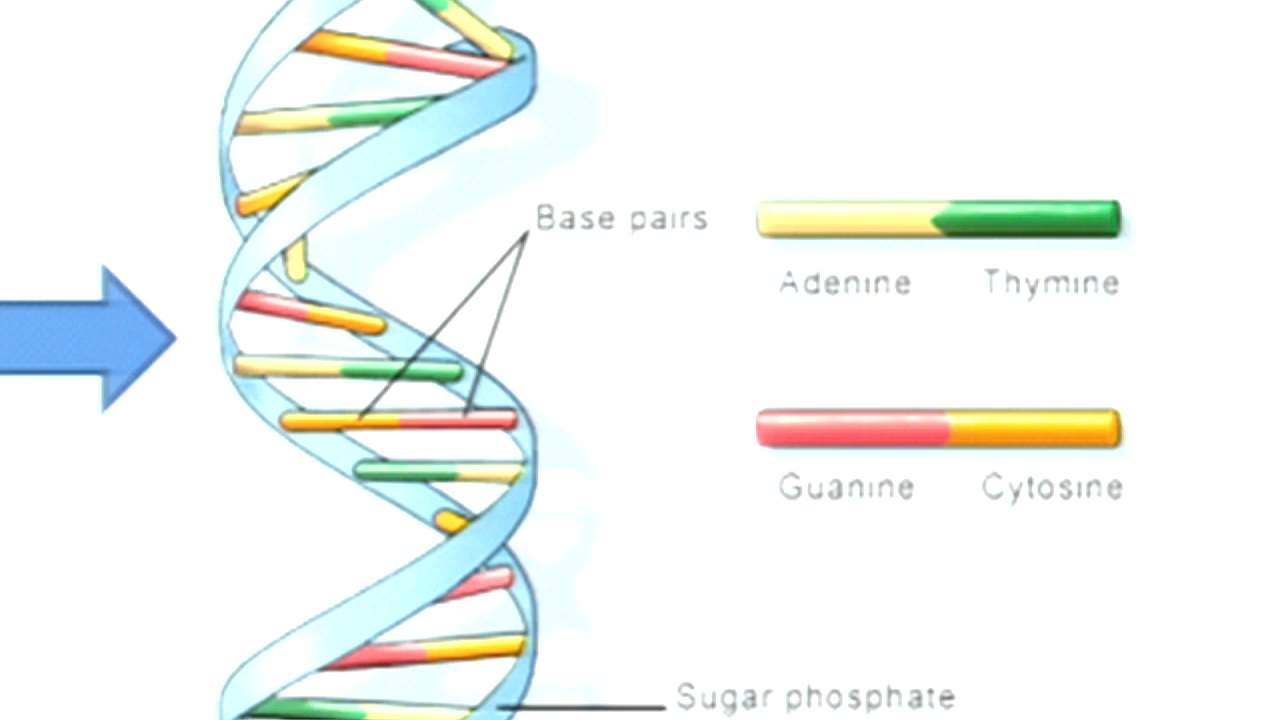 Base pairs
Adenine Thymine
Guanine Cytosine
Sugar phosphate